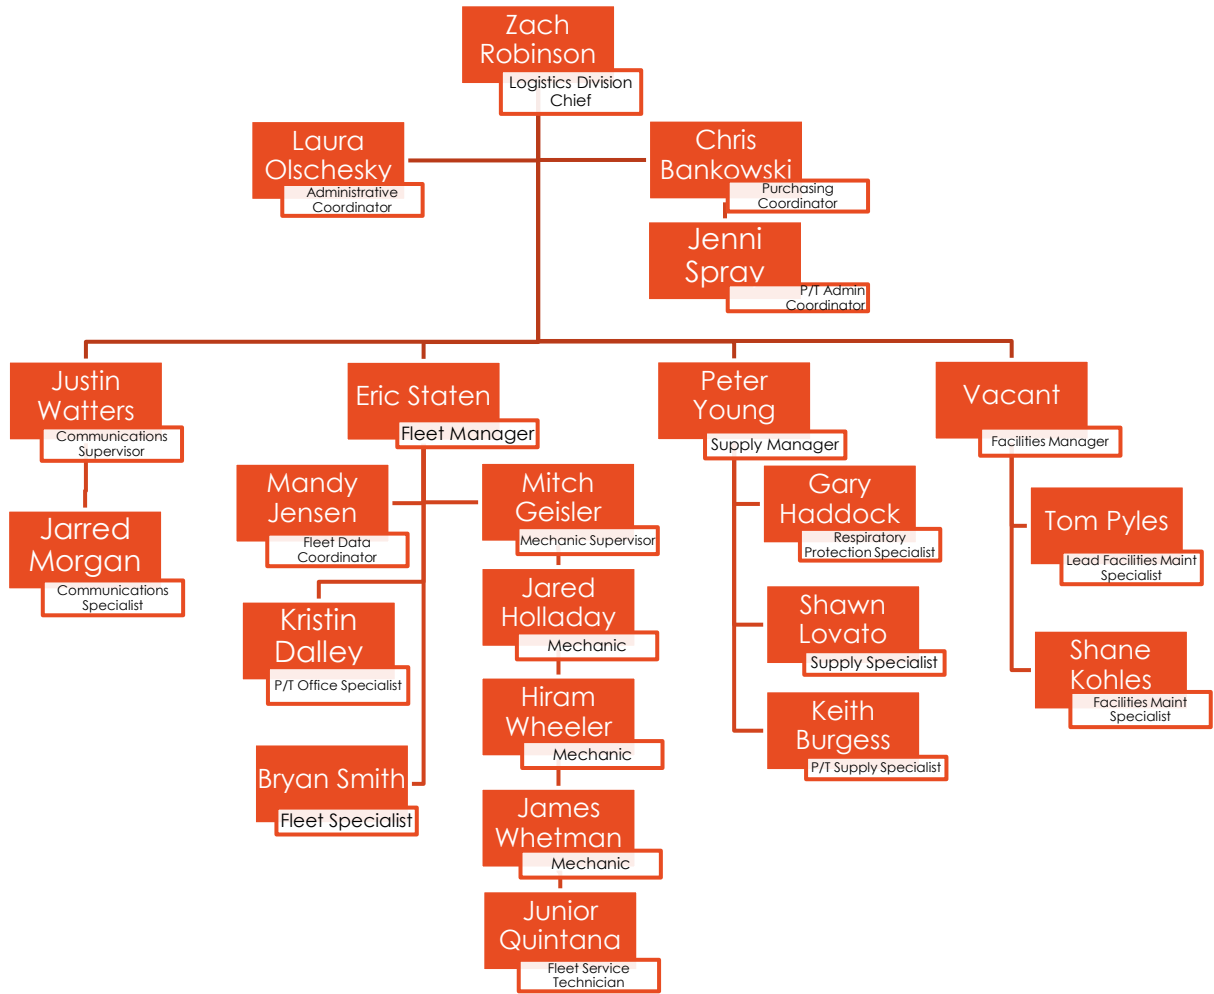 Zach
Robinson
Logistics Division
Chief
Laura
Olschesky
Administrative
Coordinator
Chris
Bankowski
Purchasing
Coordinator
Jenni
Spray
P/T Admin
Coordinator
Justin
Watters
Communications
Supervisor
Jarred
Morgan
Communications
Specialist
Eric Staten
Fleet Manager
Mandy
Jensen
Fleet Data
Coordinator
Kristin
Dalley
P/T Office Specialist
Bryan Smith
Fleet Specialist
Mitch
Geisler
Mechanic Supervisor
Jared
Holladay
Mechanic
Hiram
Wheeler
Mechanic
James
Whetman
Mechanic
Junior
Quintana
Fleet Service
Technician
Peter
Young
Supply Manager
Gary
Haddock
Respiratory
Protection Specialist
Shawn
Lovato
Supply Specialist
Keith
Burgess
P/T Supply Specialist
Vacant
Facilities Manager
Tom Pyles
Lead Facilities Maint
Specialist
Shane
Kohles
Facilities Maint
Specialist